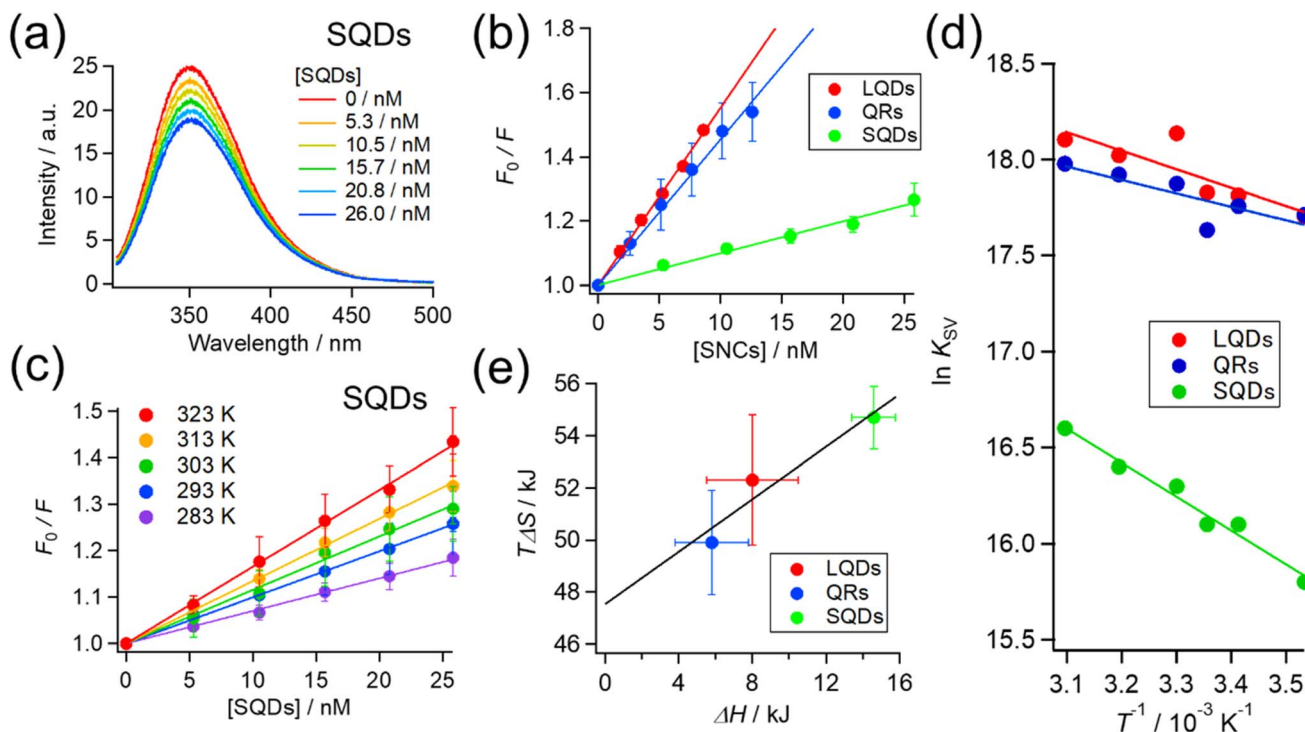 (a)
SQDs
[SQDs]
0 / nM
5.3 / nM
10.5 / nM
15.7 / nM
20.8 / nM
26.0 / nM
25
20
15
10
5
0
Intensity / a.u.
350
400
450
500
Wavelength / nm
(b)
1.8
1.6
1.4
1.2
1.0
F0 / F
LQDs
QRs
SQDs
0
5
10
15
20
25
[SNCs] / nM
(c)
SQDs
323 K
313 K
303 K
293 K
283 K
1.5
1.4
1.3
1.2
1.1
1.0
F0 / F
0
5
10
15
20
25
[SQDs] / nM
(e)
56
54
52
50
48
46
TΔS / kJ
LQDs
QRs
SQDs
0
4
8
12
16
ΔH / kJ
(d)
18.5
18.0
17.5
17.0
16.5
16.0
15.5
ln KSV
LQDs
QRs
SQDs
3.1
3.2
3.3
3.4
3.5
T-1 / 10-3 K-1